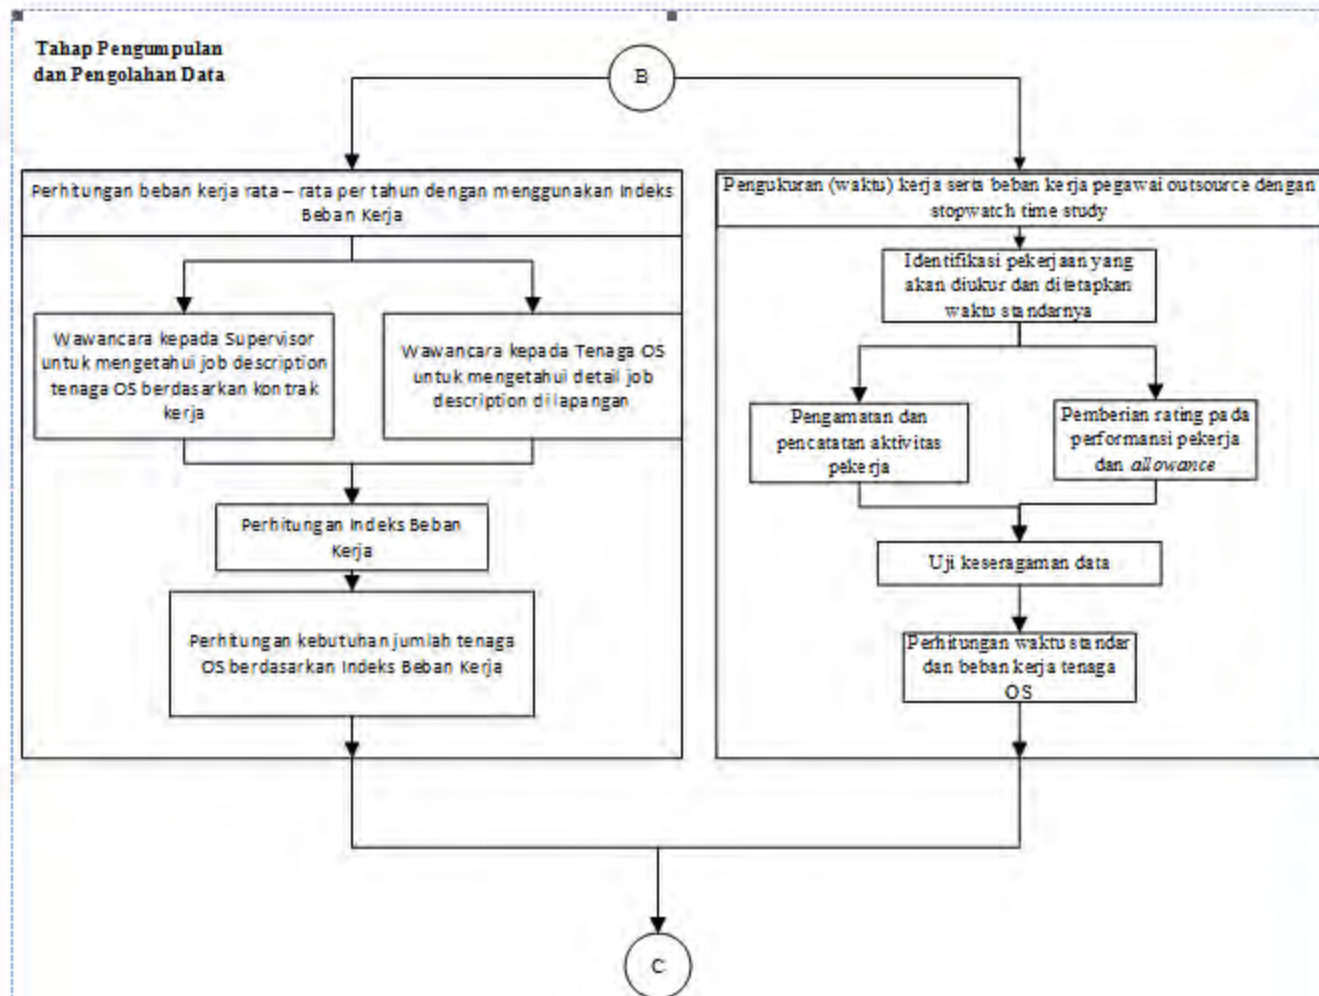 Tahap Pengumpulan
dan Pengolahan Data
B
Perhitungan beban kerja rata – rata per tahun dengan menggunakan Indeks
Beban Kerja
Wawancara kepada Supervisor
untuk mengetahui job description
tenaga OS berdasarkan kontrak
kerja
Wawancara kepada Tenaga OS
untuk mengetahui detail job
description di lapangan
Perhitungan Indeks Beban
Kerja
Perhitungan kebutuhan jumlah tenaga
OS berdasarkan Indeks Beban Kerja
Pengukuran (waktu) kerja serta beban kerja pegawai outsource dengan
stopwatch time study
Identifikasi pekerjaan yang
akan diukur dan ditetapkan
waktu standarnya
Pengamatan dan
pencatatan aktivitas
pekerja
Pemberian rating pada
performansi pekerja
dan allowance
Uji keseragaman data
Perhitungan waktu standar
dan beban kerja tenaga
OS
C